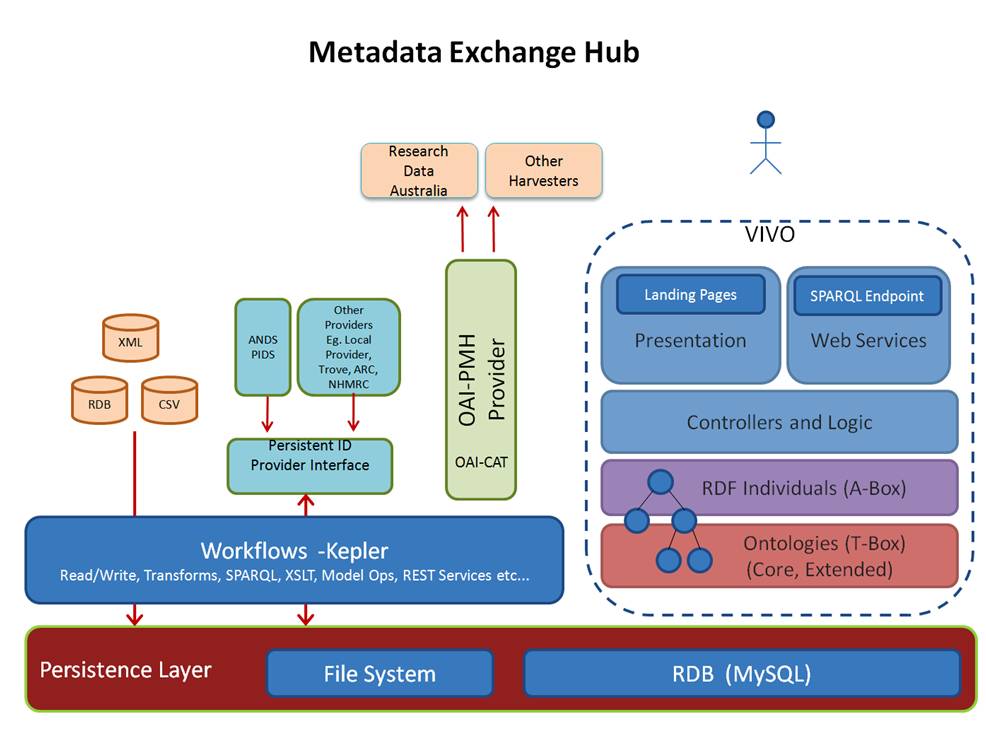 Metadata Exchange Hub
Research
Data
Australia
Other
Harvesters
VIVO
Landing Pages
Presentation
SPARQL Endpoint
Web Services
XML
RDB
CSV
ANDS
PIDS
Other
Providers
Eg. Local
Provider,
Trove, ARC,
NHMRC
OAI-PMH
Provider
OAI-CAT
Persistent ID
Provider Interface
Controllers and Logic
RDF Individuals (A-Box)
Ontologies (T-Box)
(Core, Extended)
Workflows -Kepler
Read/Write, Transforms, SPARQL, XSLT, Model Ops, REST Services etc...
Persistence Layer
File System
RDB (MySQL)